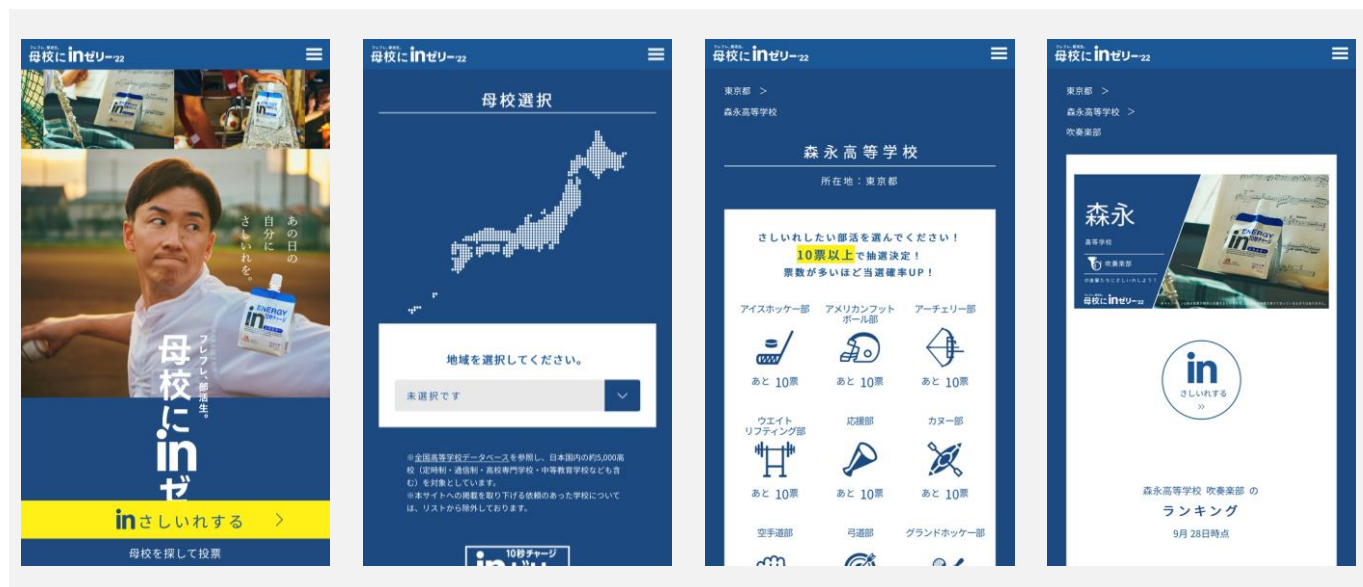 フレフレ、部活生。
母校にinゼリー'22
あの日の
自分に
さしいれを。
ENERGY
in
フレフレ、部活生。
母校にinゼ
inさしいれする
母校を探して投票
フレフレ、部活生。
母校にinゼリー'22
母校選択
地域を選択してください。
未選択です
※全国高等学校データベースを参照し、日本国内の約5,000高
校（定時制・通信制・高校専門学校・中等教育学校なども含
む）を対象としています。
※本サイトへの掲載を取り下げる依頼のあった学校について
は、リストから除外しております。
10秒チャージ
フレフレ、部活生。
母校にinゼリー'22
東京都 ＞
森永高等学校
森永高等学校
所在地：東京都
さしいれしたい部活を選んでください！
10票以上で抽選決定！
票数が多いほど当選確率UP！
アイスホッケー部
あと 10票
アメリカンフット
ボール部
あと 10票
アーチェリー部
あと 10票
ウエイト
リフティング部
あと 10票
応援部
あと 10票
カヌー部
あと 10票
空手道部
弓道部
グランドホッケー部
フレフレ、部活生。
母校にinゼリー'22
東京都 ＞
森永高等学校 ＞
吹奏楽部
森永
高等学校
吹奏楽部
の後輩たちにさしいれしよう！
フレフレ、部活生。
母校にinゼリー'22
ENERGY
in
in
さしいれする
森永高等学校 吹奏楽部 の
ランキング
9月 28日時点